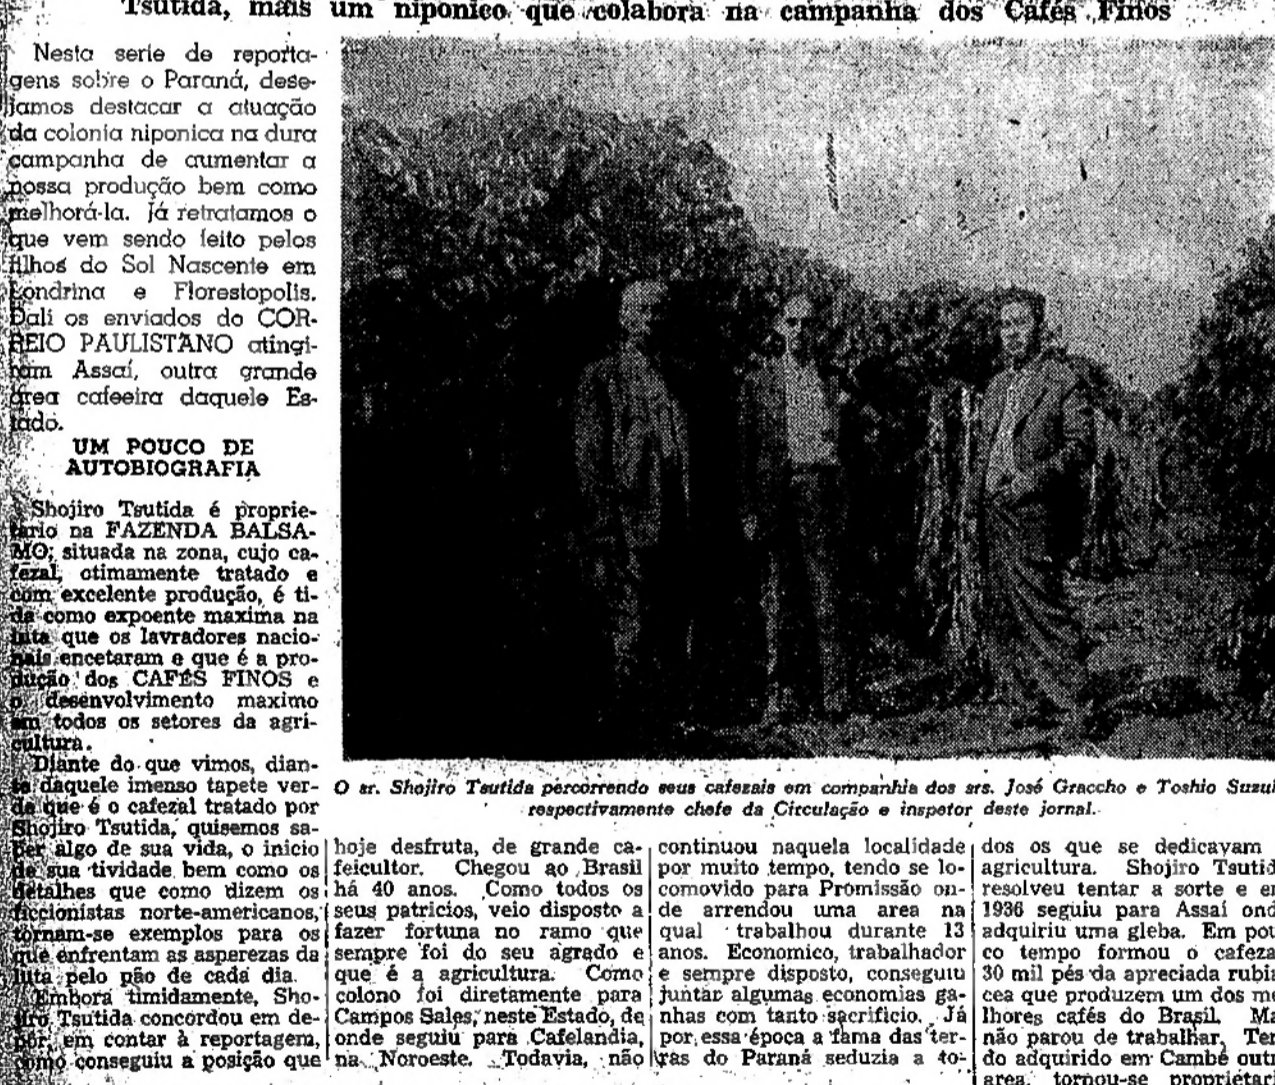 Tsutida, mais um niponico que colabora na campanha dos Cafés Finos
Nesta serie de reporta-
gens sobre o Paraná, dese-
jamos destacar a atuação
da colonia niponica na dura
campanha de aumentar a
nossa produção bem como
melhorá-la. já retratamos o
que vem sendo feito pelos
filhos do Sol Nascente em
Londrina e Florestopolis.
Dali os enviados do COR-
REIO PAULISTANO atingi-
ram Assaí, outra grande
área cafeeira daquele Es-
tado.
UM POUCO DE
AUTOBIOGRAFIA
Shojiro Tsutida é proprie-
tario na FAZENDA BALSA-
MO; situada na zona, cujo ca-
fezal, otimamente tratado e
com excelente produção, é ti-
da como expoente maxima na
luta que os lavradores nacio-
nais encetaram e que é a pro-
dução dos CAFÉS FINOS e
o desenvolvimento maximo
em todos os setores da agri-
cultura.
Diante do que vimos, dian-
te daquele imenso tapete ver-
de que é o cafezal tratado por
Shojiro Tsutida, quisemos sa-
ber algo de sua vida, o inicio
de sua tividade bem como os
detalhes que como dizem os
ficcionistas norte-americanos,
tornam-se exemplos para os
que enfrentam as asperezas da
luta pelo pão de cada dia.
Embora timidamente, Sho-
jiro Tsutida concordou em de-
por, em contar à reportagem,
como conseguiu a posição que
O sr. Shojiro Tsutida percorrendo seus cafezais em companhia dos srs. José Graccho e Toshio Suzuk
respectivamente chefe da Circulação e inspetor deste jornal.
hoje desfruta, de grande ca-
feicultor. Chegou ao Brasil
há 40 anos. Como todos os
seus patricios, veio disposto a
fazer fortuna no ramo que
sempre foi do seu agrado e
que é a agricultura. Como
colono foi diretamente para
Campos Sales, neste Estado, de
onde seguiu para Cafelandia,
na Noroeste. Todavia, não
continuou naquela localidade
por muito tempo, tendo se lo-
comovido para Promissão on-
de arrendou uma area na
qual trabalhou durante 13
anos. Economico, trabalhador
e sempre disposto, conseguiu
juntar algumas economias ga-
nhas com tanto sacrificio. Já
por essa época a fama das ter-
ras do Paraná seduzia a to-
dos os que se dedicavam
agricultura. Shojiro Tsutid
resolveu tentar a sorte e em
1936 seguiu para Assaí ond
adquiriu uma gleba. Em pou
co tempo formou o cafeza
30 mil pés da apreciada rubia
cea que produzem um dos me
lhores cafés do Brasil. Ma
não parou de trabalhar. Ten
do adquirido em Cambé outr
area, tornou-se proprietari